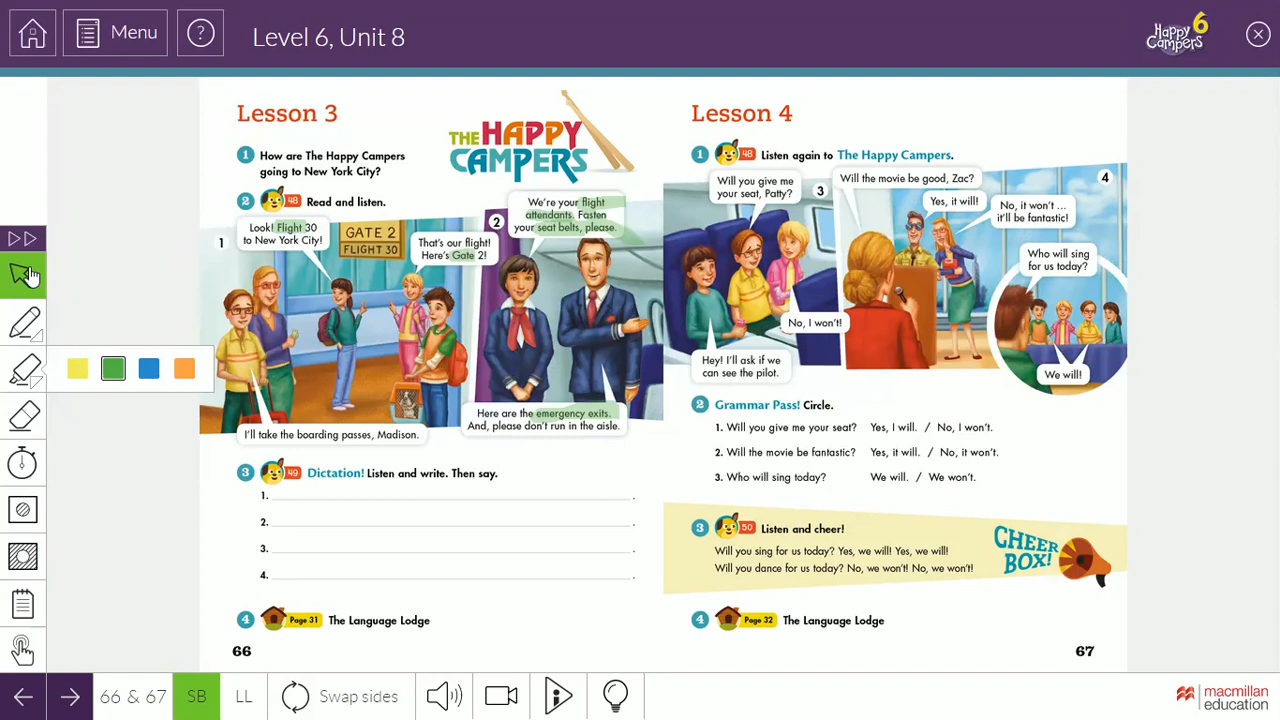 Menu
?
Level 6, Unit 8
Happy Campers 6
Lesson 3
THE HAPPY
CAMPERS
1 How are The Happy Campers
going to New York City?
2 48 Read and listen.
1
Look! Flight 30
to New York City!
GATE 2
FLIGHT 30
That's our flight!
Here's Gate 2!
I'll take the boarding passes, Madison.
2
We're your flight
attendants. Fasten
your seat belts, please.
Here are the emergency exits.
And, please don't run in the aisle.
3 49 Dictation! Listen and write. Then say.
1. .
2. .
3. .
4. .
4 Page 31 The Language Lodge
66
Lesson 4
1 48 Listen again to The Happy Campers.
Will you give me
your seat, Patty?
No, I won't!
Hey! I'll ask if we
can see the pilot.
3
Will the movie be good, Zac?
Yes, it will!
No, it won't ...
it'll be fantastic!
4
Who will sing
for us today?
We will!
2 Grammar Pass! Circle.
1. Will you give me your seat? Yes, I will. / No, I won't.
2. Will the movie be fantastic? Yes, it will. / No, it won't.
3. Who will sing today? We will. / We won't.
3 50 Listen and cheer!
Will you sing for us today? Yes, we will! Yes, we will!
Will you dance for us today? No, we won't! No, we won't!
CHEER
BOX!
4 Page 32 The Language Lodge
67
66 & 67
SB
LL
Swap sides
macmillan
education